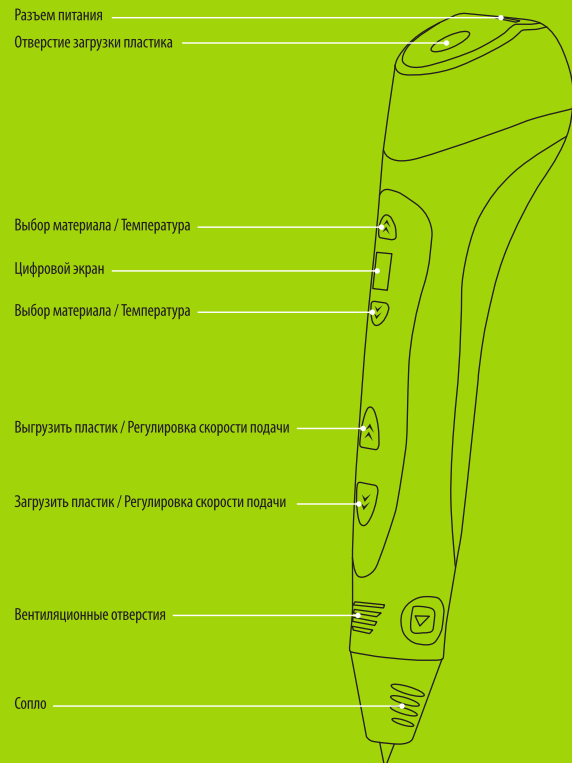 Разъем питания
Отверстие загрузки пластика
Выбор материала / Температура
Цифровой экран
Выбор материала / Температура
Выгрузить пластик / Регулировка скорости подачи
Загрузить пластик / Регулировка скорости подачи
Вентиляционные отверстия
Сопло